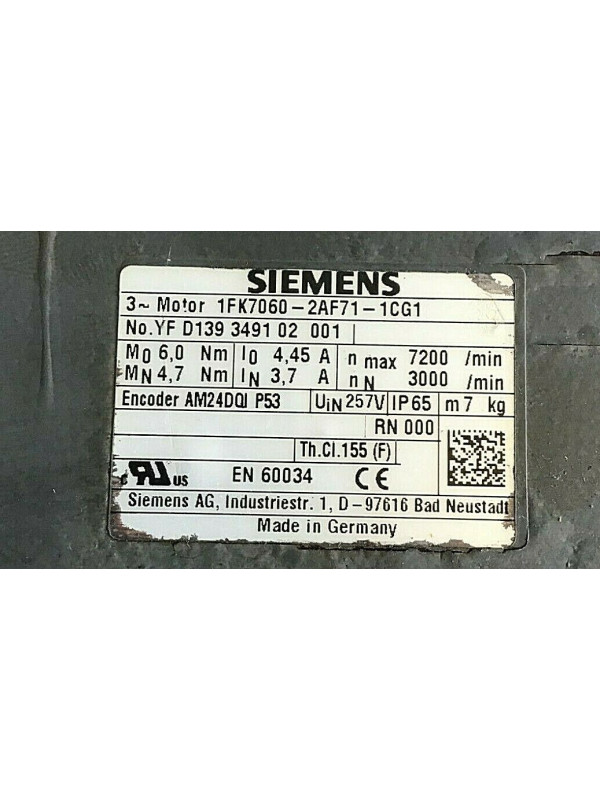 SIEMENS
3~ Motor 1FK7060-2AF71-1CG1
No.YF D139 3491 02 001
M0 6,0 Nm I0 4,45 A n max 7200 /min
MN 4,7 Nm IN 3,7 A n N 3000 /min
Encoder AM24DQI P53 UIN 257V IP65 m 7 kg
RN 000
Th.Cl.155 (F)
c RU US EN 60034 CE
Siemens AG, Industriestr. 1, D-97616 Bad Neustadt
Made in Germany